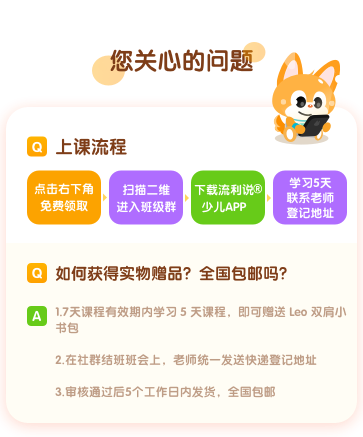 您关心的问题
Q 上课流程
点击右下角
免费领取
扫描二维
进入班级群
下载流利说®
少儿APP
学习5天
联系老师
登记地址
Q 如何获得实物赠品？全国包邮吗？
A 1.7天课程有效期内学习 5 天课程，即可赠送 Leo 双肩小
书包
2.在社群结班班会上，老师统一发送快递登记地址
3.审核通过后5个工作日内发货，全国包邮